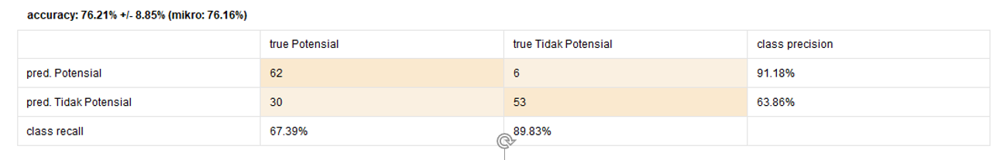 accuracy: 76.21% +/- 8.85% (mikro: 76.16%)
true Potensial true Tidak Potensial class precision
pred. Potensial 62 6 91.18%
pred. Tidak Potensial 30 53 63.86%
class recall 67.39% 89.83%